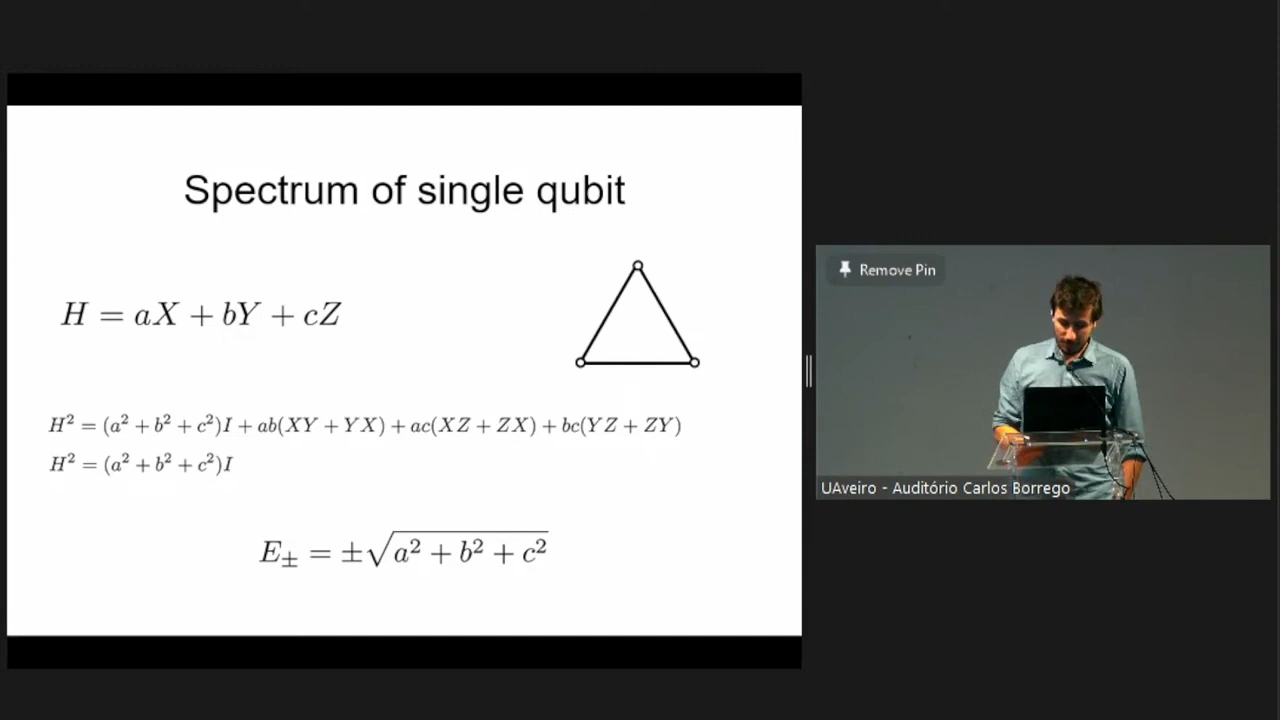 Spectrum of single qubit
H = aX + bY + cZ
H² = (a² + b² + c²)I + ab(XY + YX) + ac(XZ + ZX) + bc(YZ + ZY)
H² = (a² + b² + c²)I
E± = ±√(a² + b² + c²)
Remove Pin
UAveiro - Auditório Carlos Borrego